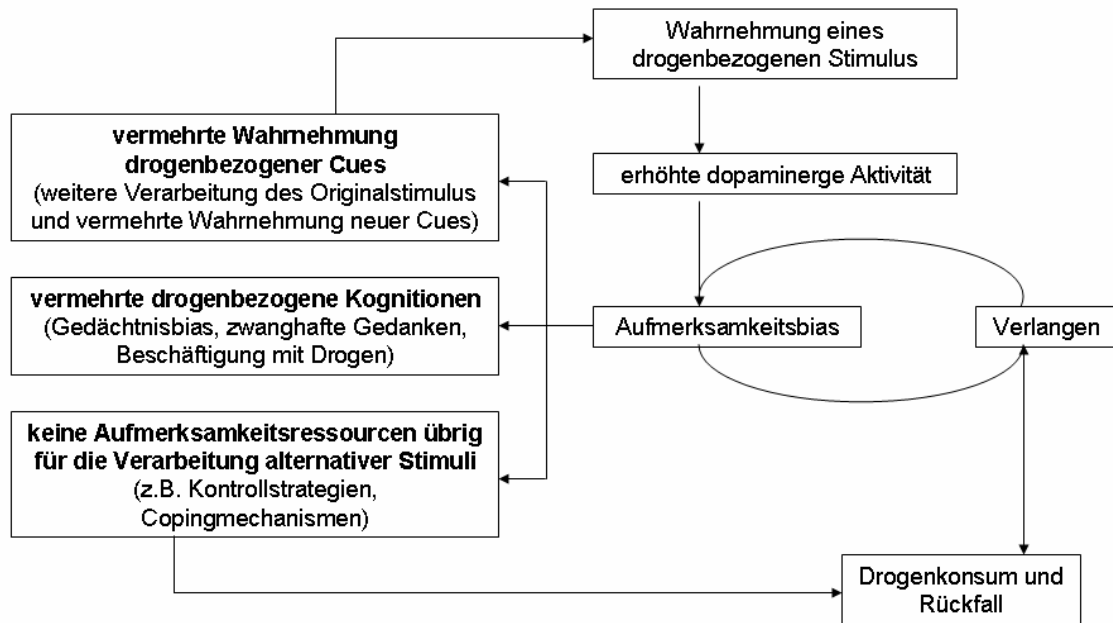 Wahrnehmung eines
drogenbezogenen Stimulus
vermehrte Wahrnehmung
drogenbezogener Cues
(weitere Verarbeitung des Originalstimulus
und vermehrte Wahrnehmung neuer Cues)
erhöhte dopaminerge Aktivität
vermehrte drogenbezogene Kognitionen
(Gedächtnisbias, zwanghafte Gedanken,
Beschäftigung mit Drogen)
Aufmerksamkeitsbias
Verlangen
keine Aufmerksamkeitsressourcen übrig
für die Verarbeitung alternativer Stimuli
(z.B. Kontrollstrategien,
Copingmechanismen)
Drogenkonsum und
Rückfall